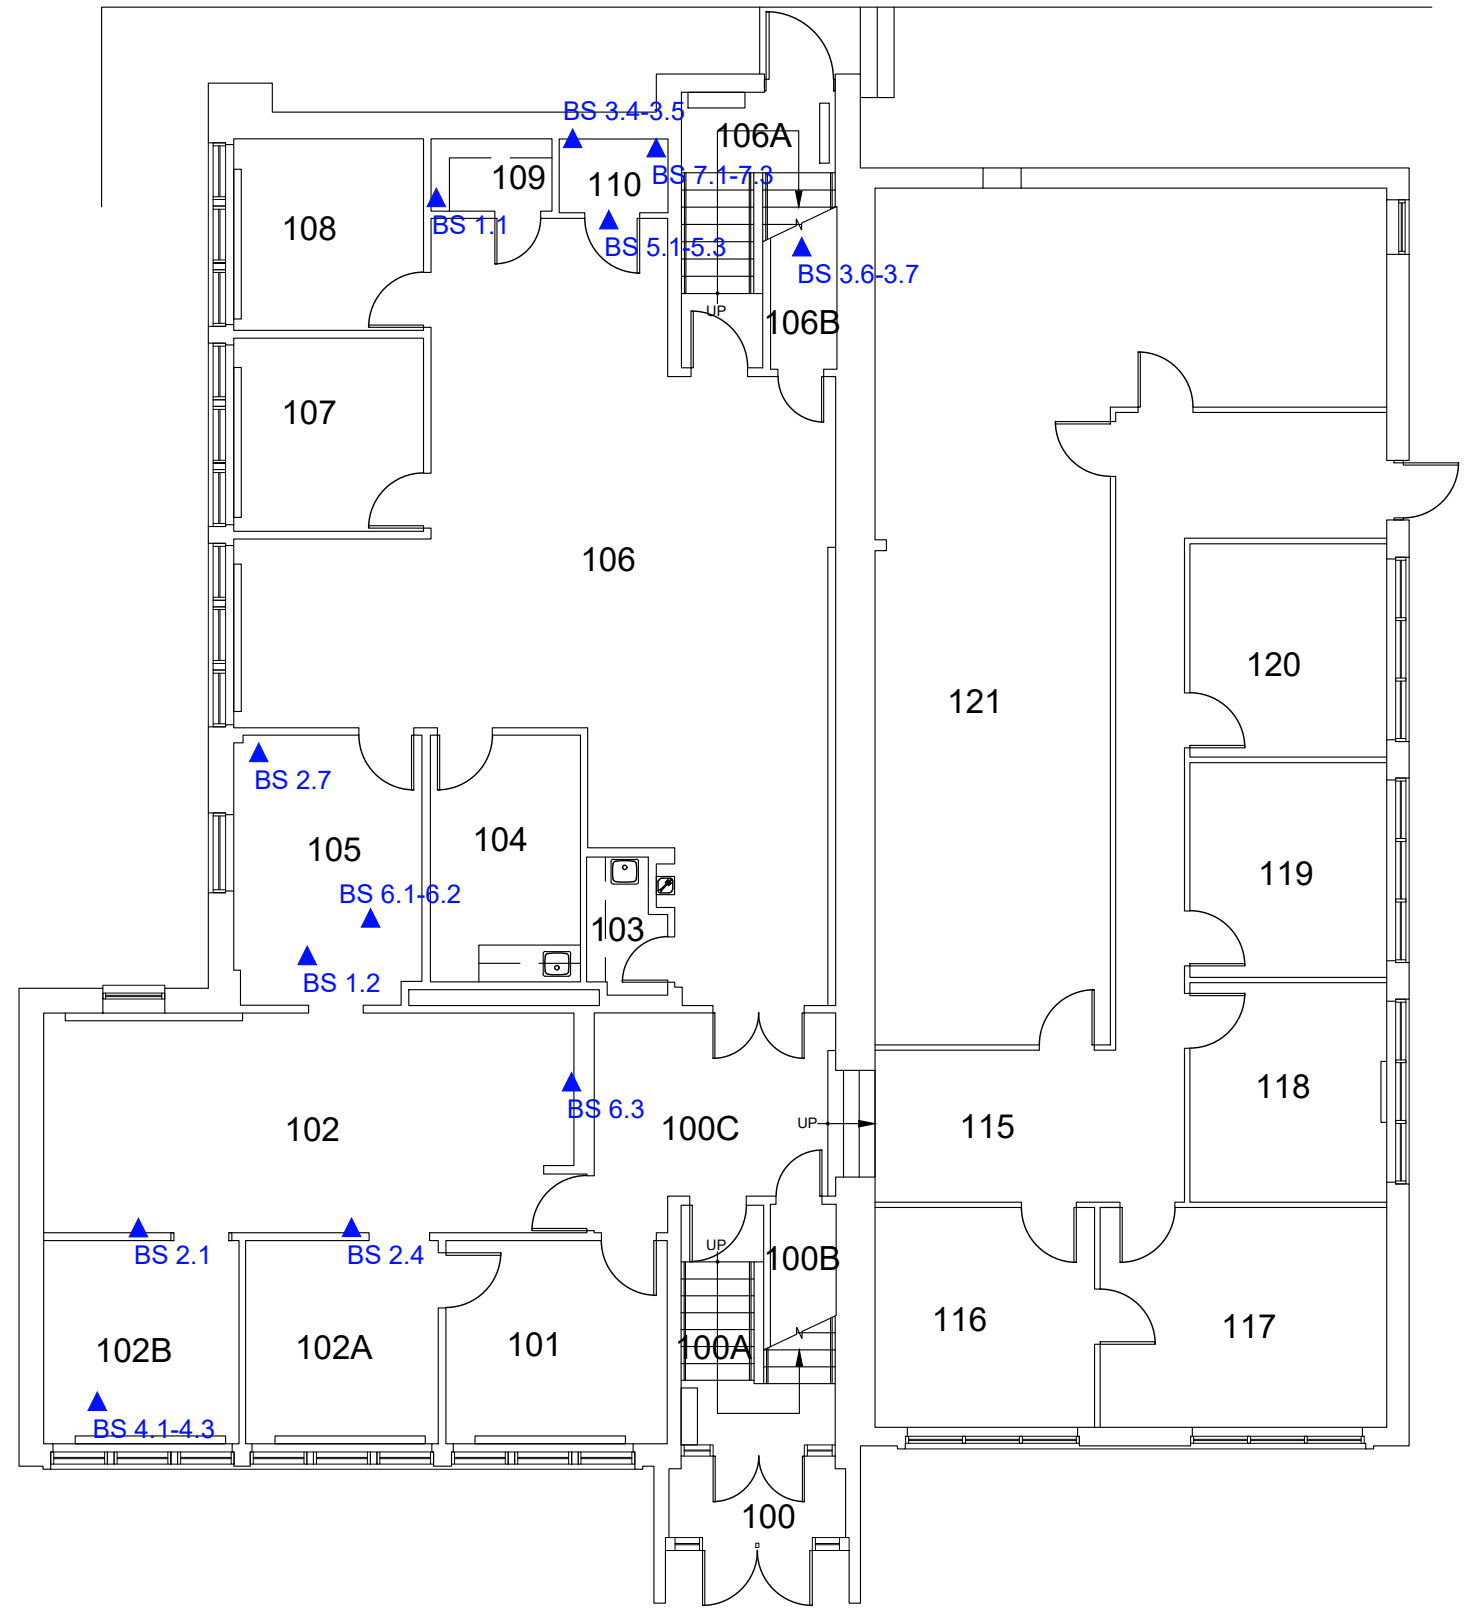 BS 3.4-3.5
106A
109
110
BS 7.1-7.3
108
BS 1.1
BS 5.1-5.3
BS 3.6-3.7
UP
106B
107
106
120
121
BS 2.7
105
104
119
BS 6.1-6.2
103
BS 1.2
118
BS 6.3
102
100C
UP
115
BS 2.1
BS 2.4
UP
100B
116
117
102B
102A
101
100A
BS 4.1-4.3
100